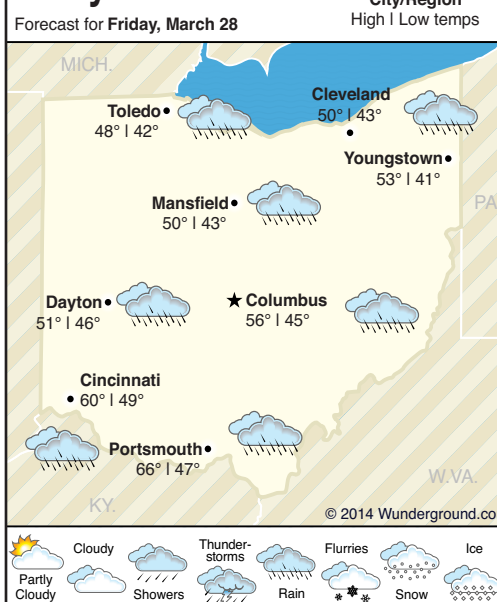 City/Region
Forecast for Friday, March 28
High | Low temps
MICH.
Cleveland
50° | 43°
Toledo
48° | 42°
Youngstown
53° | 41°
Mansfield
50° | 43°
PA
Dayton
51° | 46°
Columbus
56° | 45°
Cincinnati
60° | 49°
Portsmouth
66° | 47°
W.VA.
KY.
© 2014 Wunderground.co
Partly
Cloudy
Cloudy
Showers
Thunder-
storms
Rain
Flurries
Snow
Ice